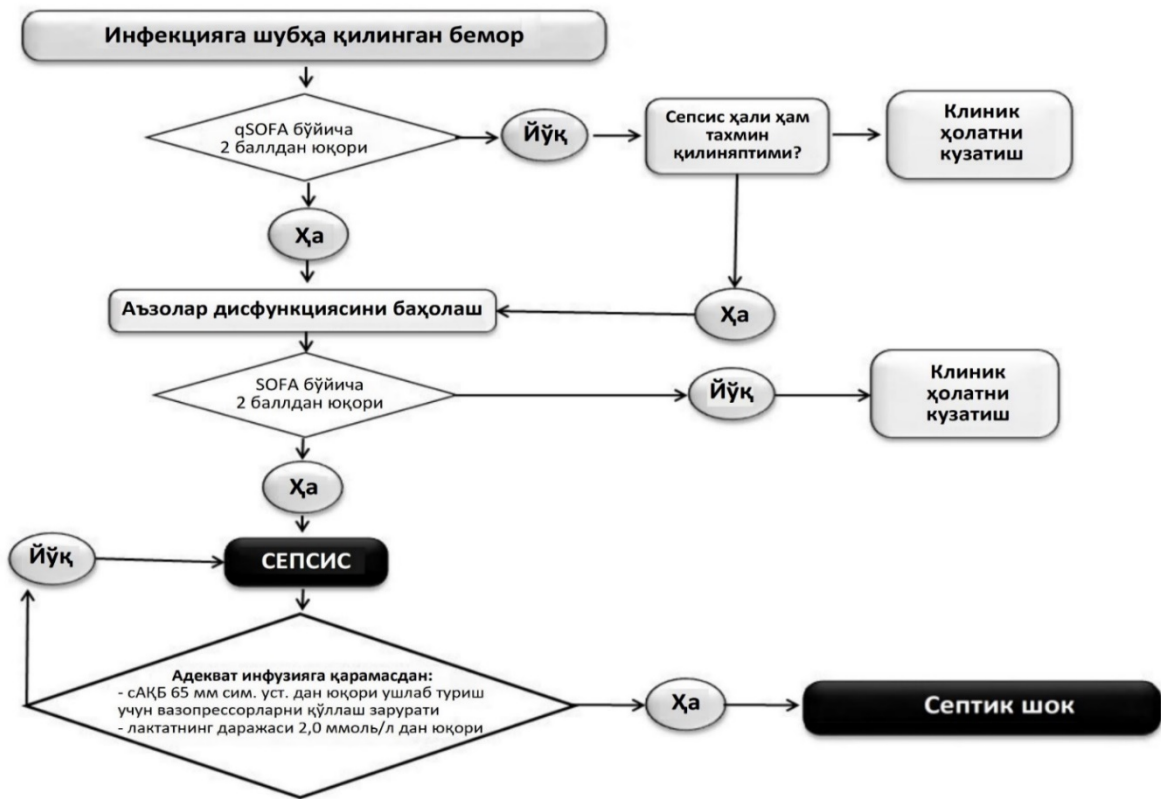 Инфекцияга шубҳа қилинган бемор
qSOFA бўйича
2 баллдан юқори
Йўқ
Сепсис ҳали ҳам
тахмин
қилиняптими?
Клиник
ҳолатни
кузатиш
Ҳа
Аъзолар дисфункциясини баҳолаш
Ҳа
SOFA бўйича
2 баллдан юқори
Йўқ
Клиник
ҳолатни
кузатиш
Ҳа
Йўқ
СЕПСИС
Адекват инфузияга қарамасдан:
- сАҚБ 65 мм сим. уст. дан юқори ушлаб туриш
учун вазопрессорларни қўллаш зарурати
- лактатнинг даражаси 2,0 ммоль/л дан юқори
Ҳа
Септик шок